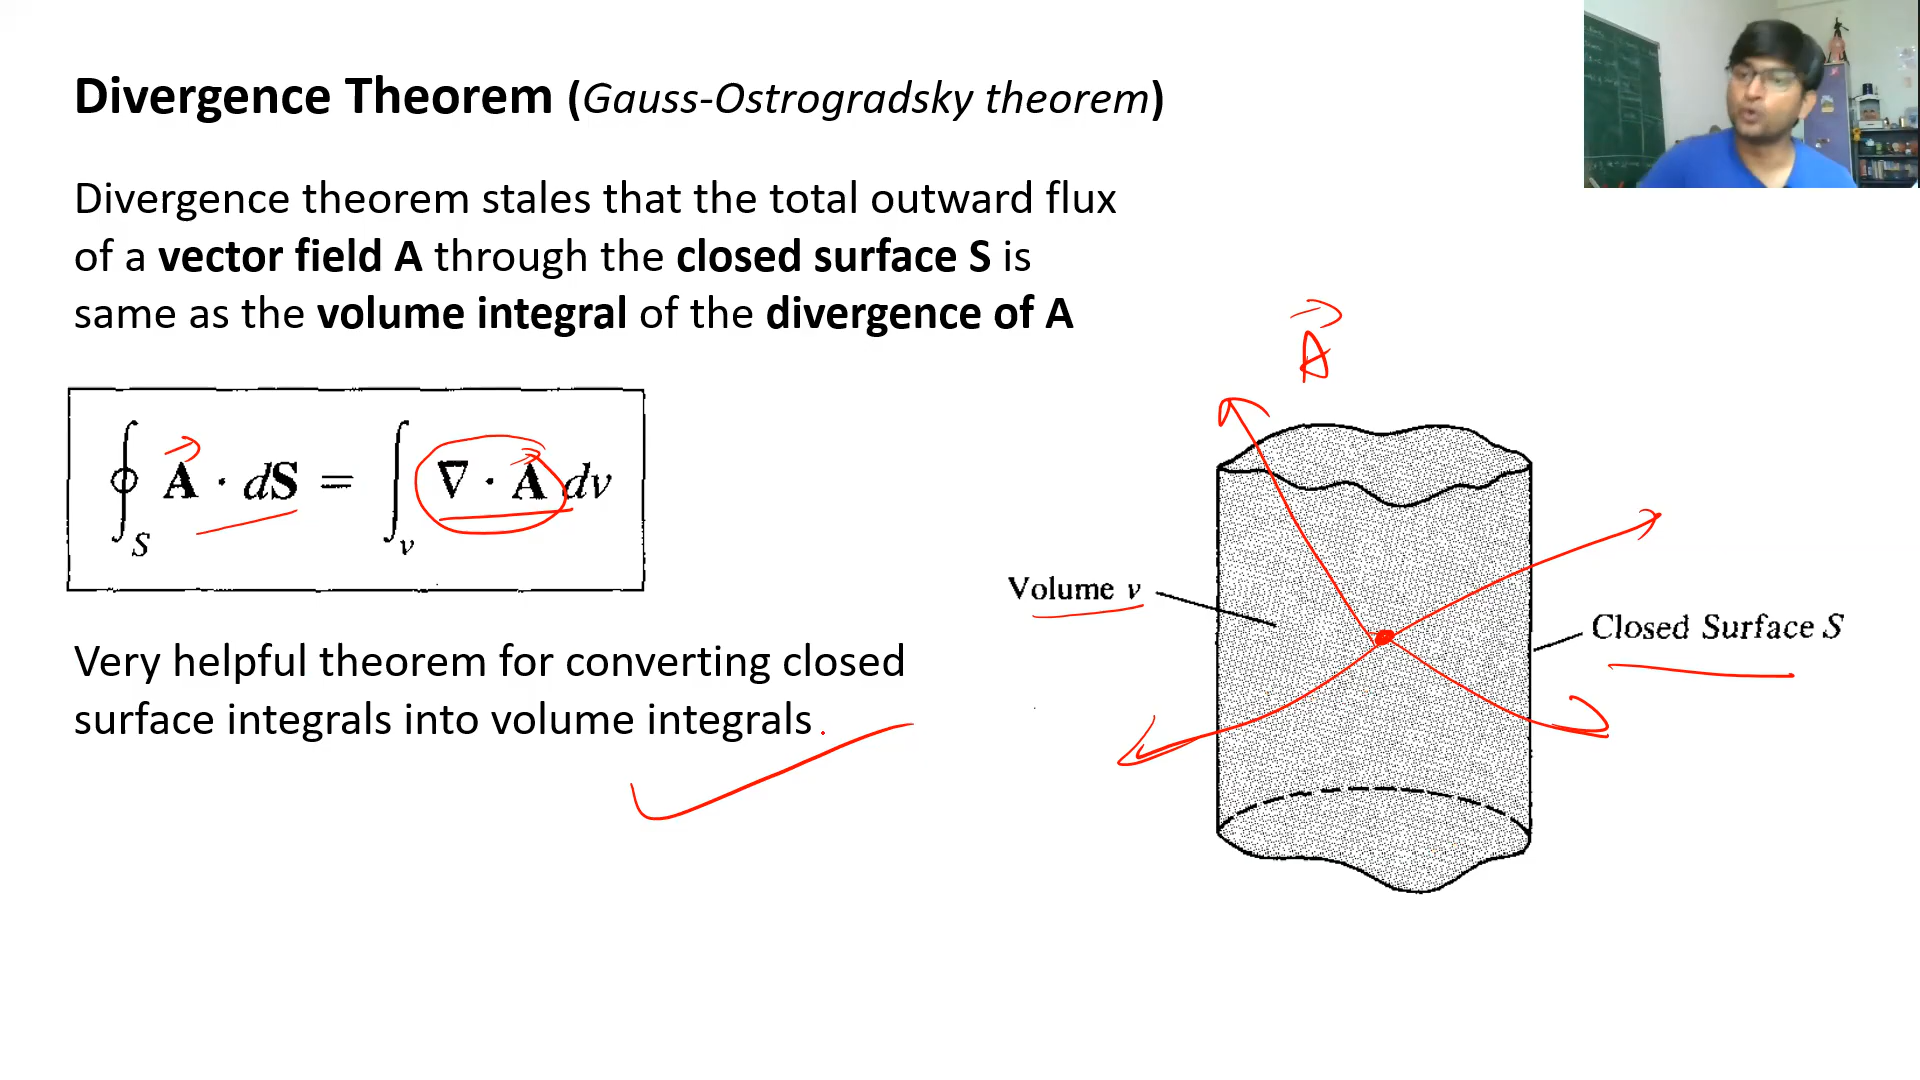 Divergence Theorem (Gauss-Ostrogradsky theorem)
Divergence theorem stales that the total outward flux
of a vector field A through the closed surface S is
same as the volume integral of the divergence of A
∮_S A⃗ · dS = ∫_v ∇ · A⃗ dv
Very helpful theorem for converting closed
surface integrals into volume integrals.
A⃗
Volume v
Closed Surface S